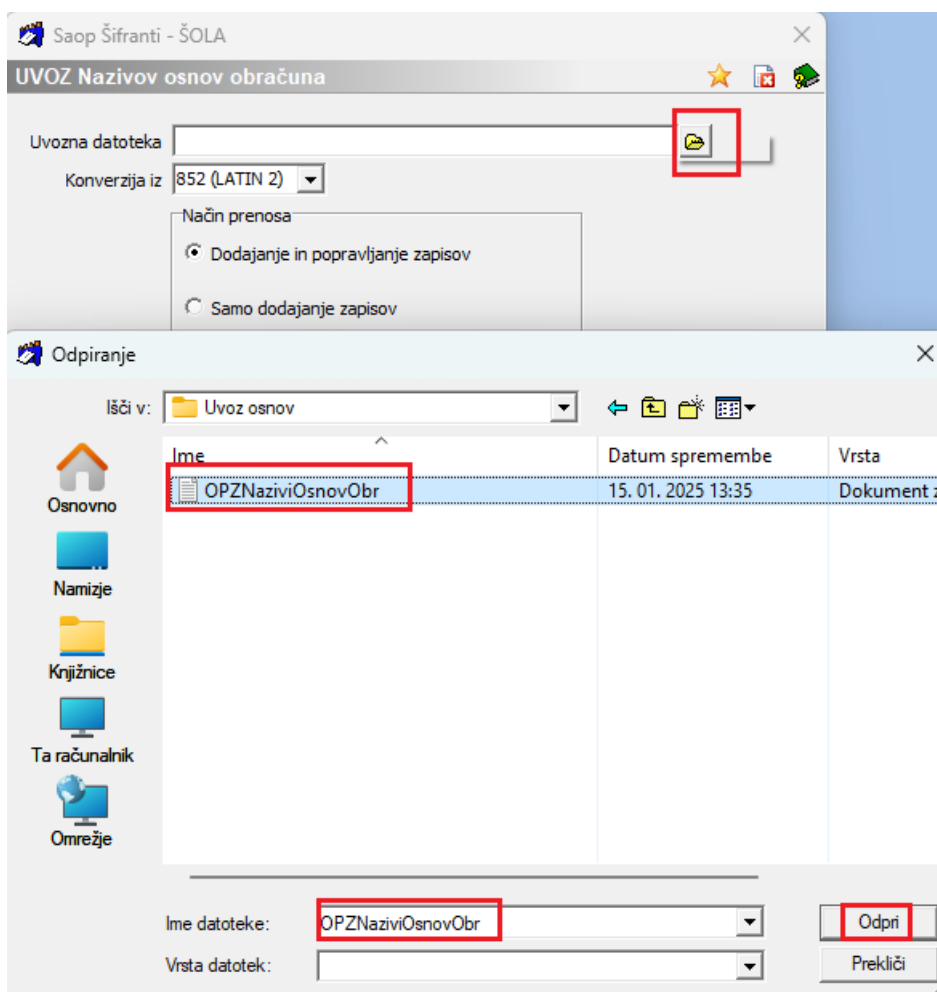 Saop Šifranti - ŠOLA
UVOZ Nazivov osnov obračuna
Uvozna datoteka
Konverzija iz 852 (LATIN 2)
Način prenosa
Dodajanje in popravljanje zapisov
Samo dodajanje zapisov
Odpiranje
Išči v: Uvoz osnov
Ime Datum spremembe Vrsta
OPZNaziviOsnovObr 15. 01. 2025 13:35 Dokument z
Osnovno
Namizje
Knjižnice
Ta računalnik
Omrežje
Ime datoteke: OPZNaziviOsnovObr Odpri
Vrsta datotek: Prekliči